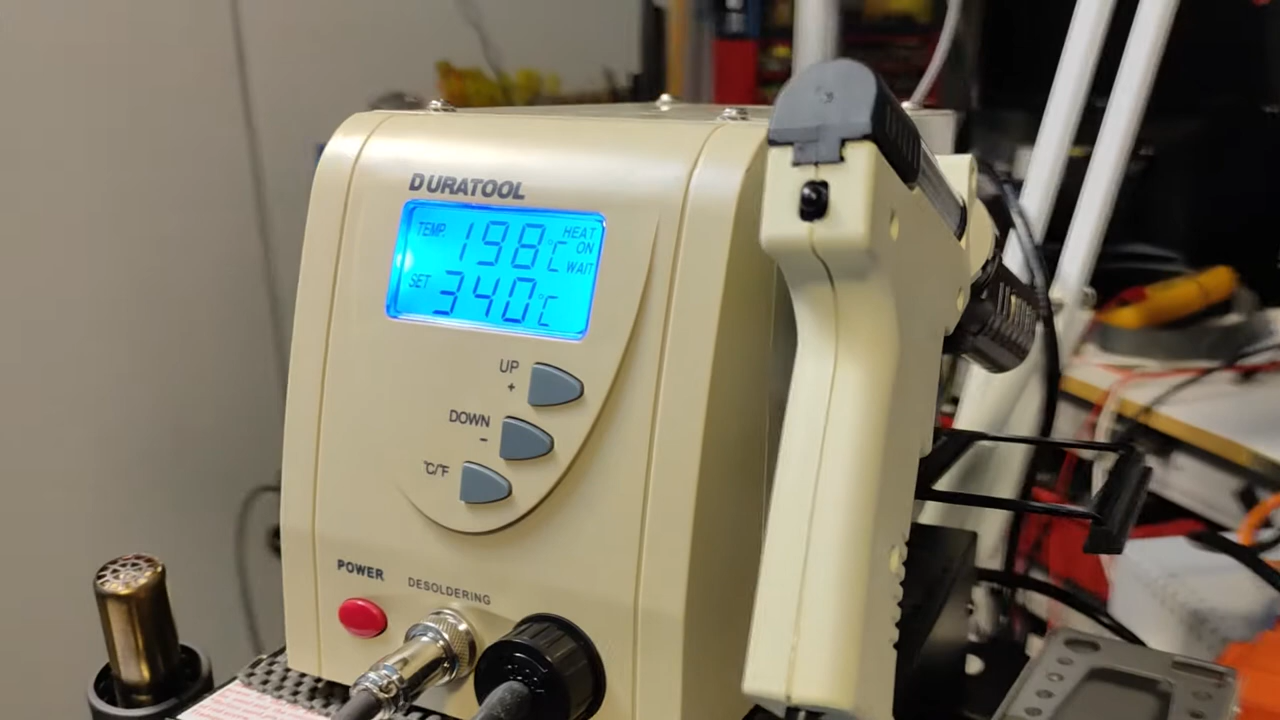 DURATOOL
TEMP. 198°C HEAT ON WAIT
SET 340°C
UP
+
DOWN
-
°C/°F
POWER
DESOLDERING